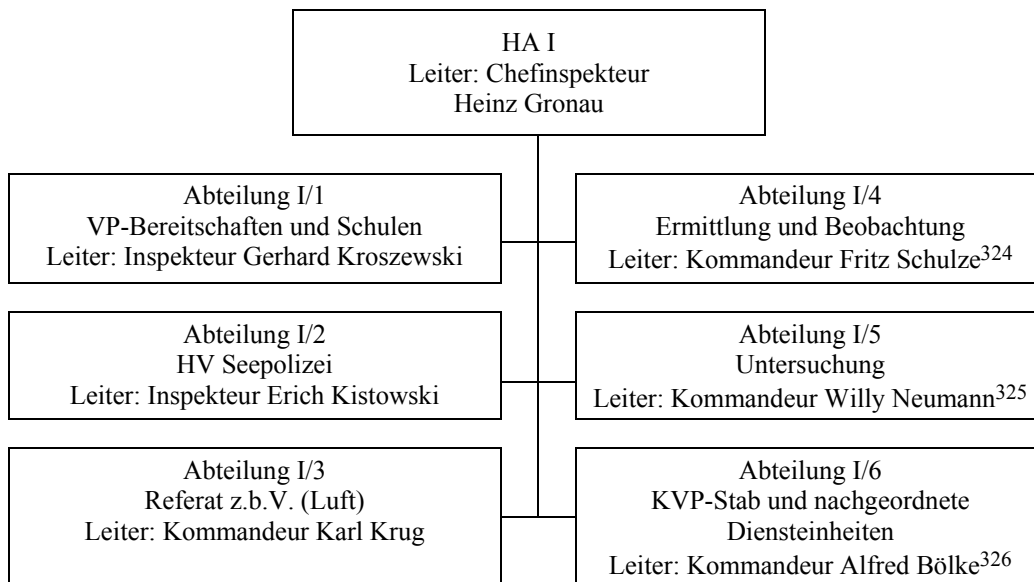 HA I
Leiter: Chefinspekteur
Heinz Gronau
Abteilung I/1
VP-Bereitschaften und Schulen
Leiter: Inspekteur Gerhard Kroszewski
Abteilung I/4
Ermittlung und Beobachtung
Leiter: Kommandeur Fritz Schulze324
Abteilung I/2
HV Seepolizei
Leiter: Inspekteur Erich Kistowski
Abteilung I/5
Untersuchung
Leiter: Kommandeur Willy Neumann325
Abteilung I/3
Referat z.b.V. (Luft)
Leiter: Kommandeur Karl Krug
Abteilung I/6
KVP-Stab und nachgeordnete
Diensteinheiten
Leiter: Kommandeur Alfred Bölke326